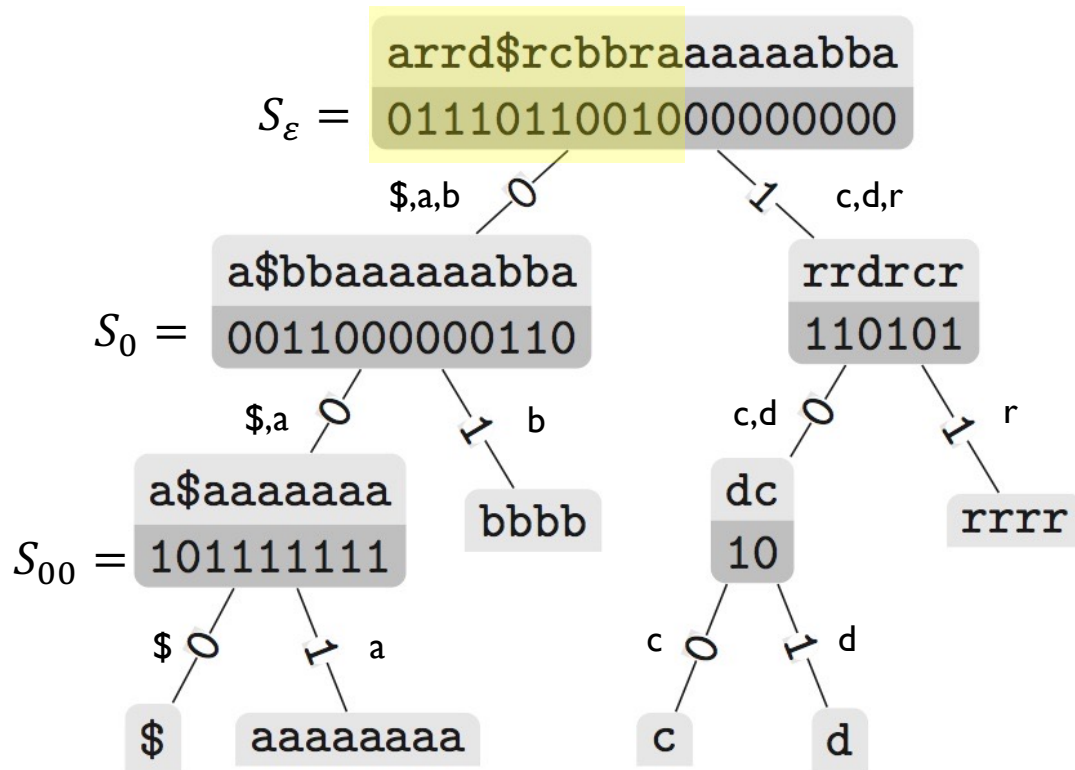 arrd$rcbbraaaaaabba
S_ε = 0111011001000000000
$,a,b 0 1 c,d,r
a$bbaaaaaabba rrdrcr
S_0 = 0011000000110 110101
$,a 0 1 b c,d 0 1 r
a$aaaaaaa bbbb dc rrrr
S_00 = 101111111 10
$ 0 1 a c 0 1 d
$ aaaaaaaa c d